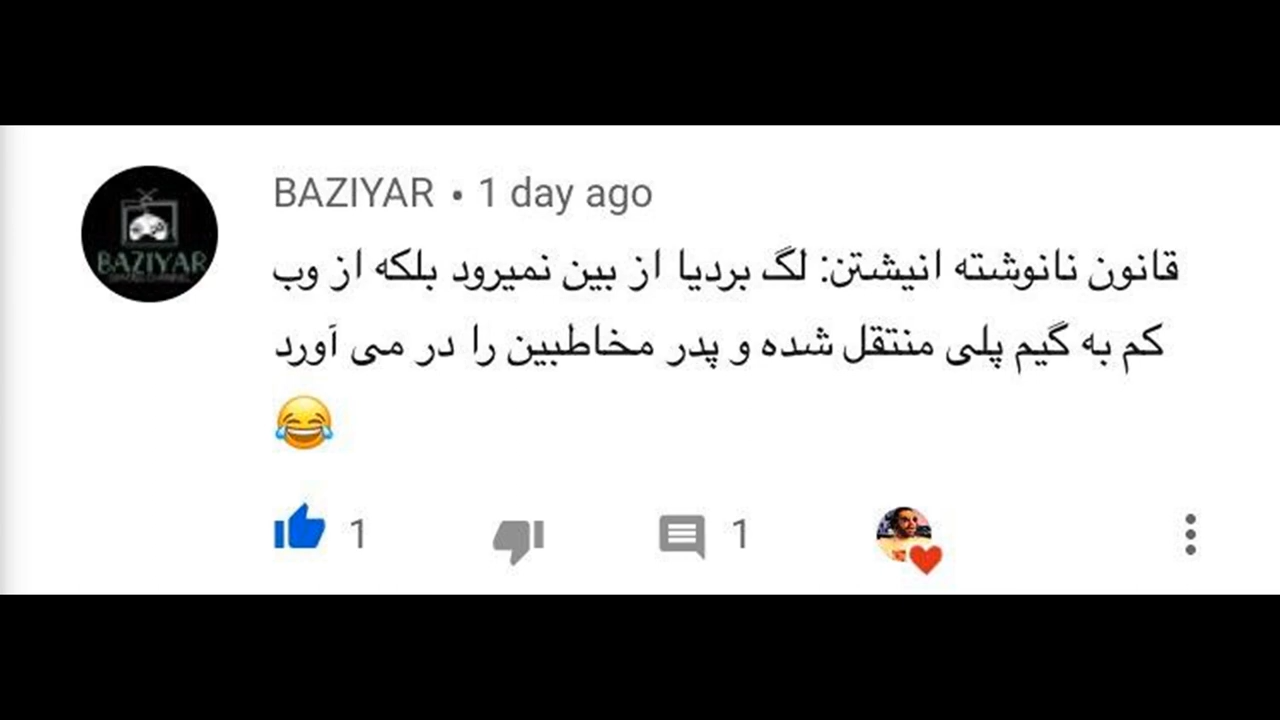 BAZIYAR
BAZIYAR • 1 day ago
قانون نانوشته انیشتن: لگ بردیا از بین نمیرود بلکه از وب
کم به گیم پلی منتقل شده و پدر مخاطبین را در می آورد
😂
1 1